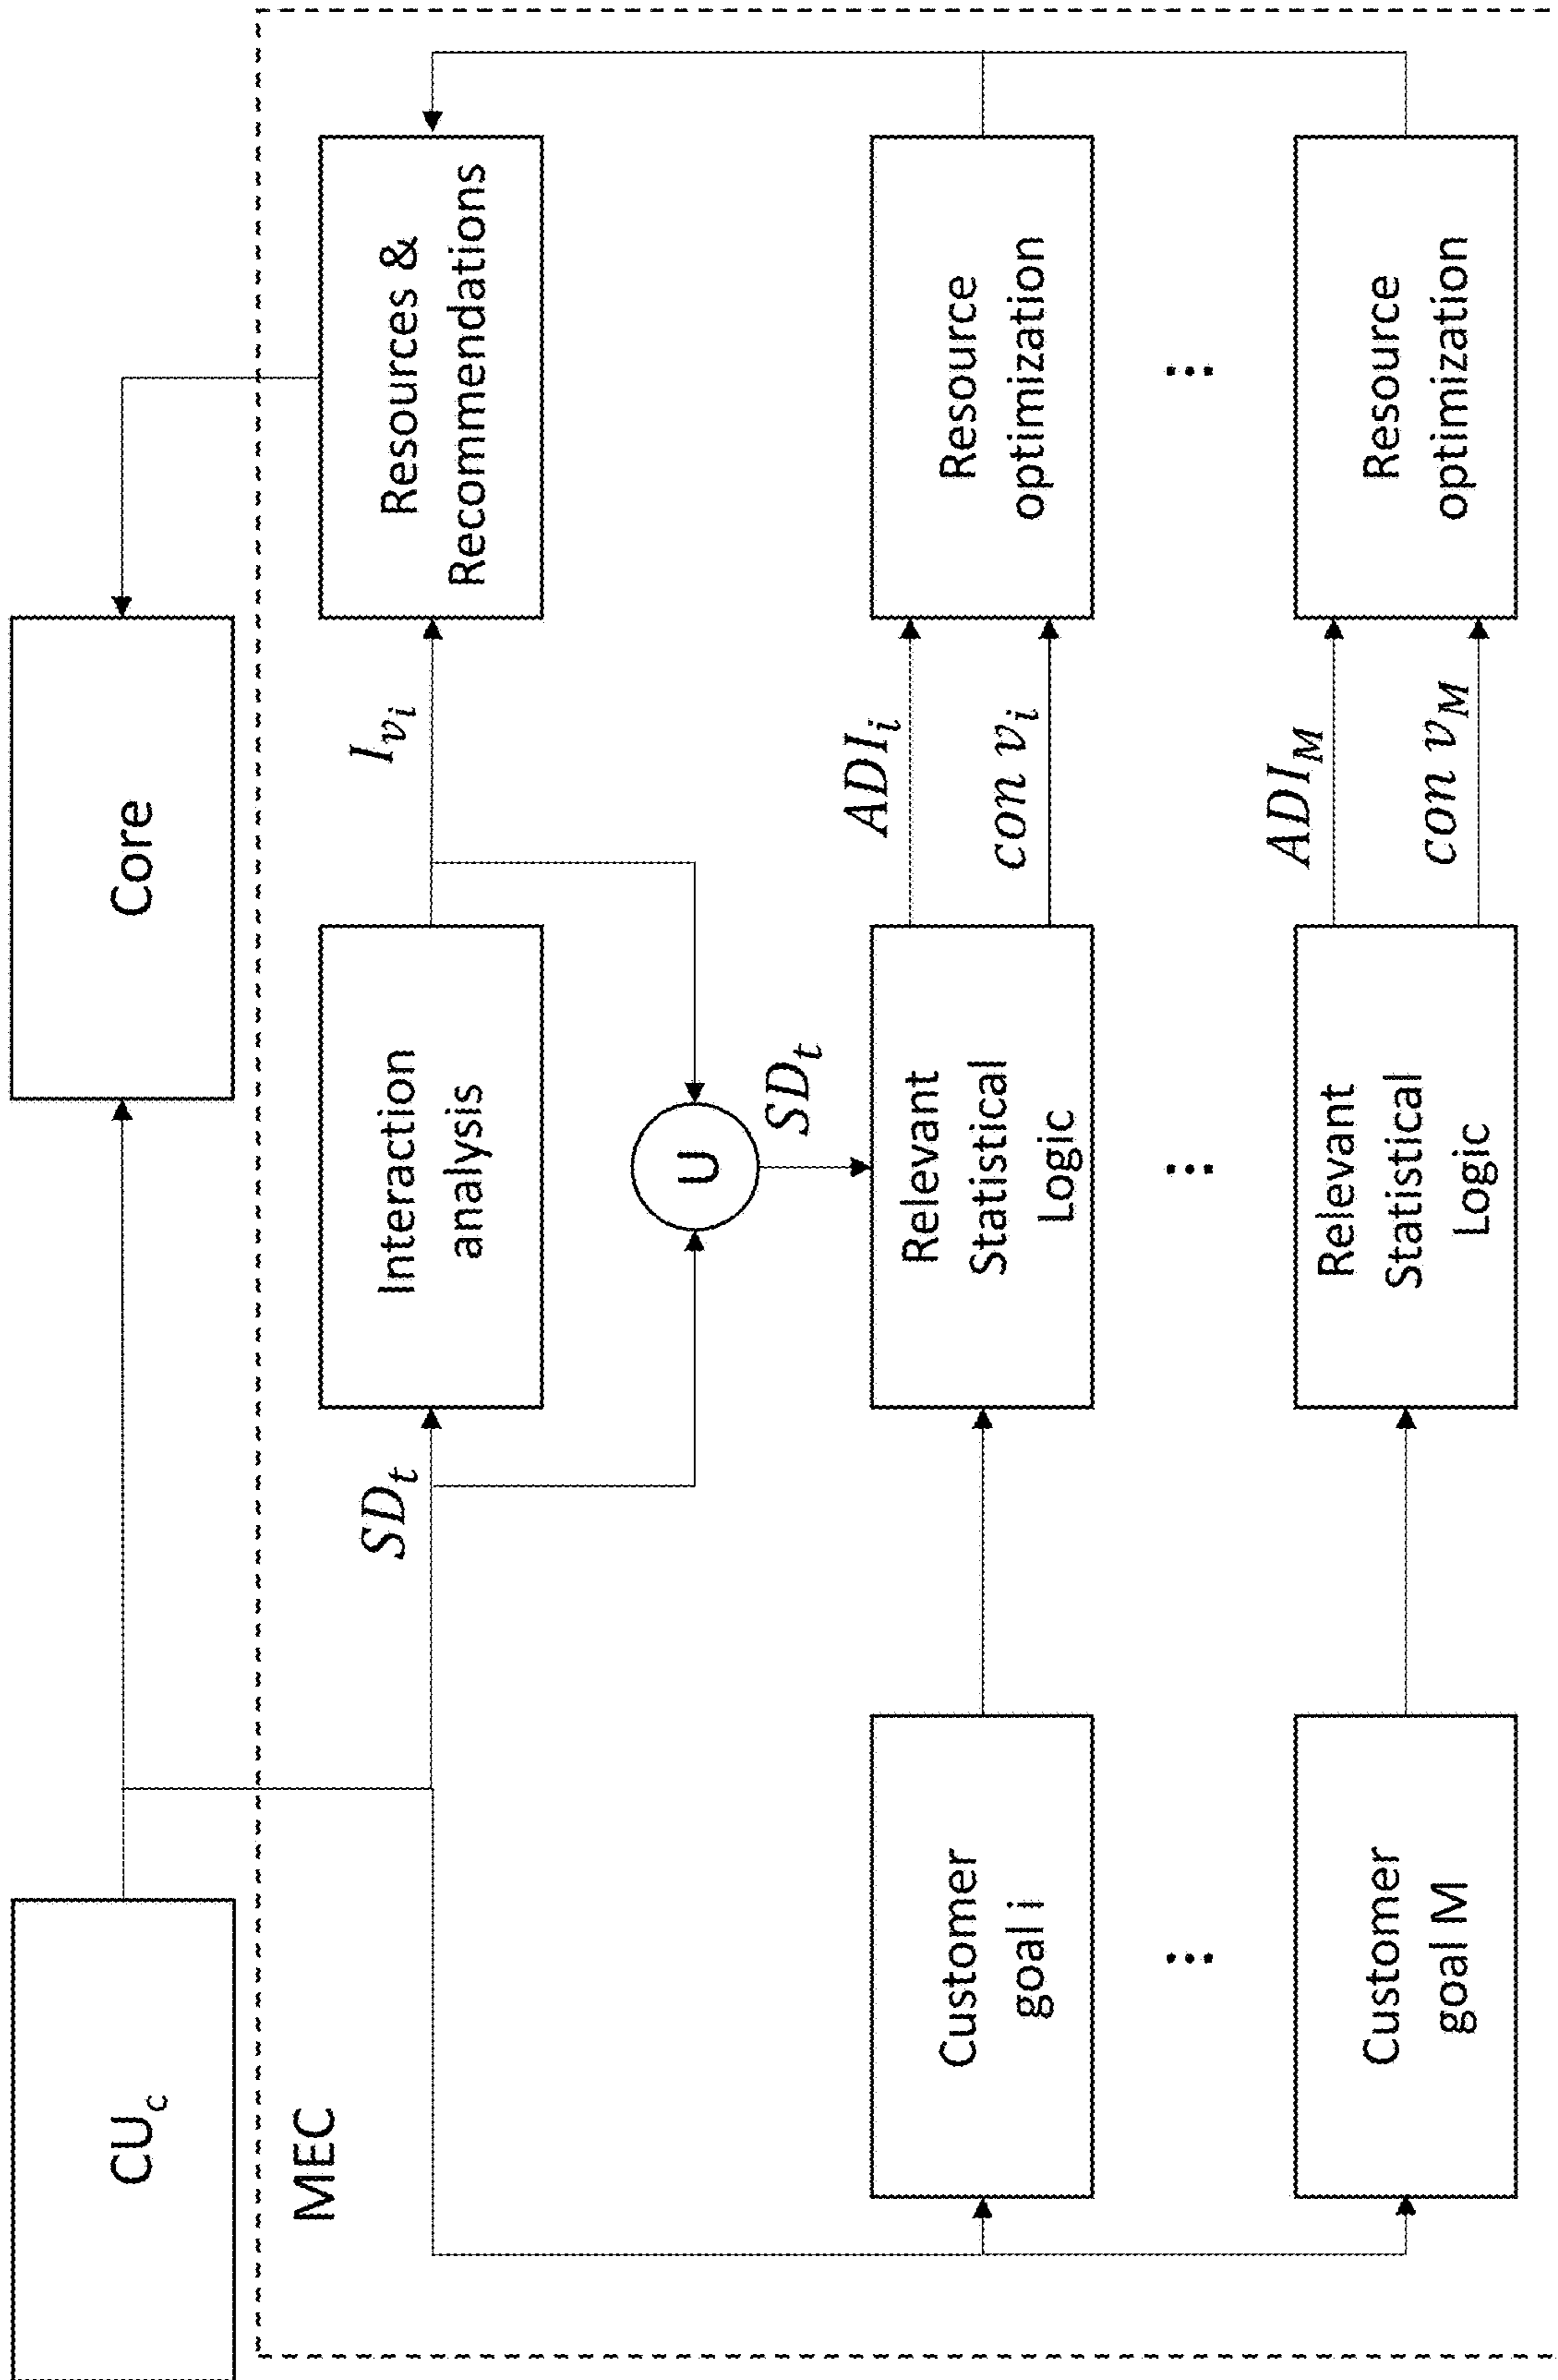 CU_c
Core
MEC
SD_t
Interaction
analysis
I_{v_i}
Resources &
Recommendations
U
SD_t
Customer
goal i
Relevant
Statistical
Logic
ADI_i
con v_i
Resource
optimization
...
...
...
Customer
goal M
Relevant
Statistical
Logic
ADI_M
con v_M
Resource
optimization